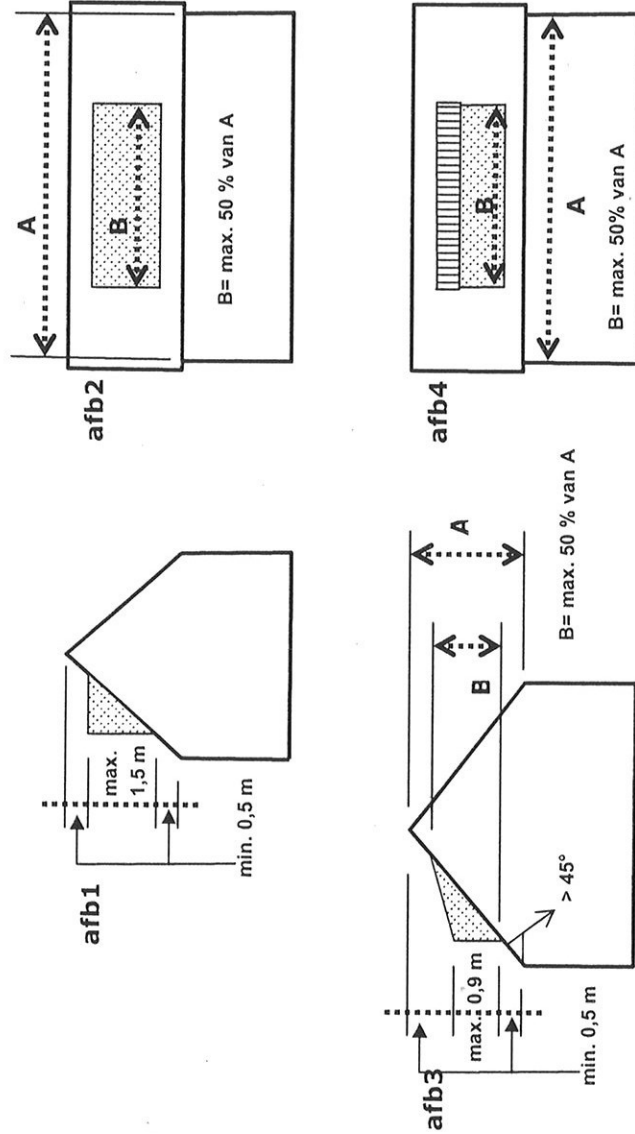 afb1
max.
1,5 m
min. 0,5 m
afb2
A
B
B= max. 50 % van A
afb3
max. 0,9 m
min. 0,5 m
> 45°
B
A
B= max. 50 % van A
afb4
B
A
B= max. 50% van A